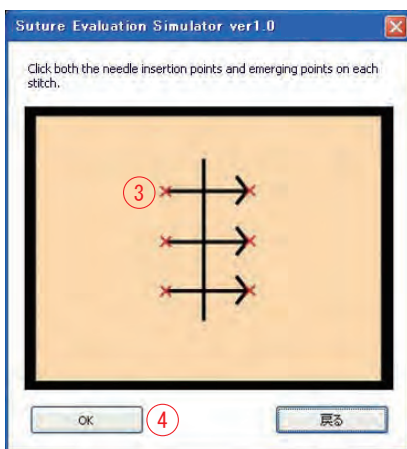 Suture Evaluation Simulator ver1.0
Click both the needle insertion points and emerging points on each
stitch.
③
OK
④
戻る